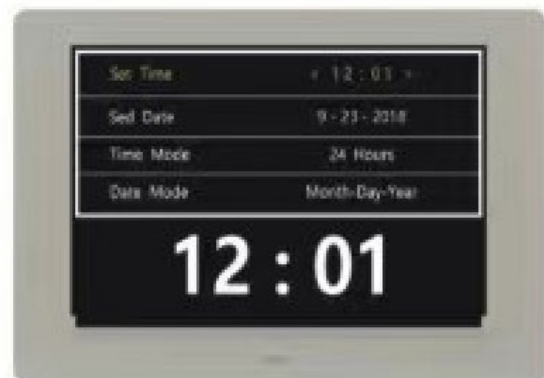 Set Time < 12:01 >
Sed Date 9-23-2018
Time Mode 24 Hours
Date Mode Month-Day-Year
12:01